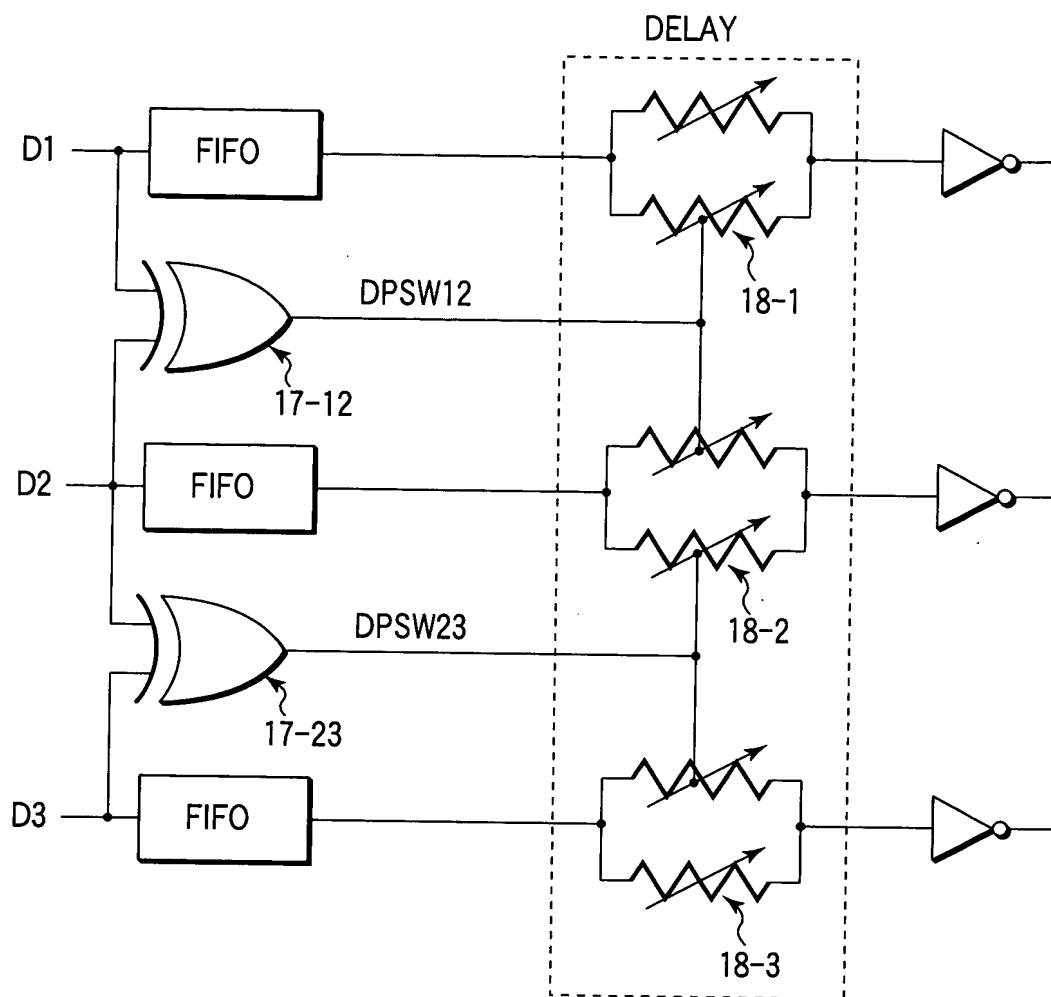 DELAY
D1
FIFO
18-1
DPSW12
17-12
D2
FIFO
18-2
DPSW23
17-23
D3
FIFO
18-3